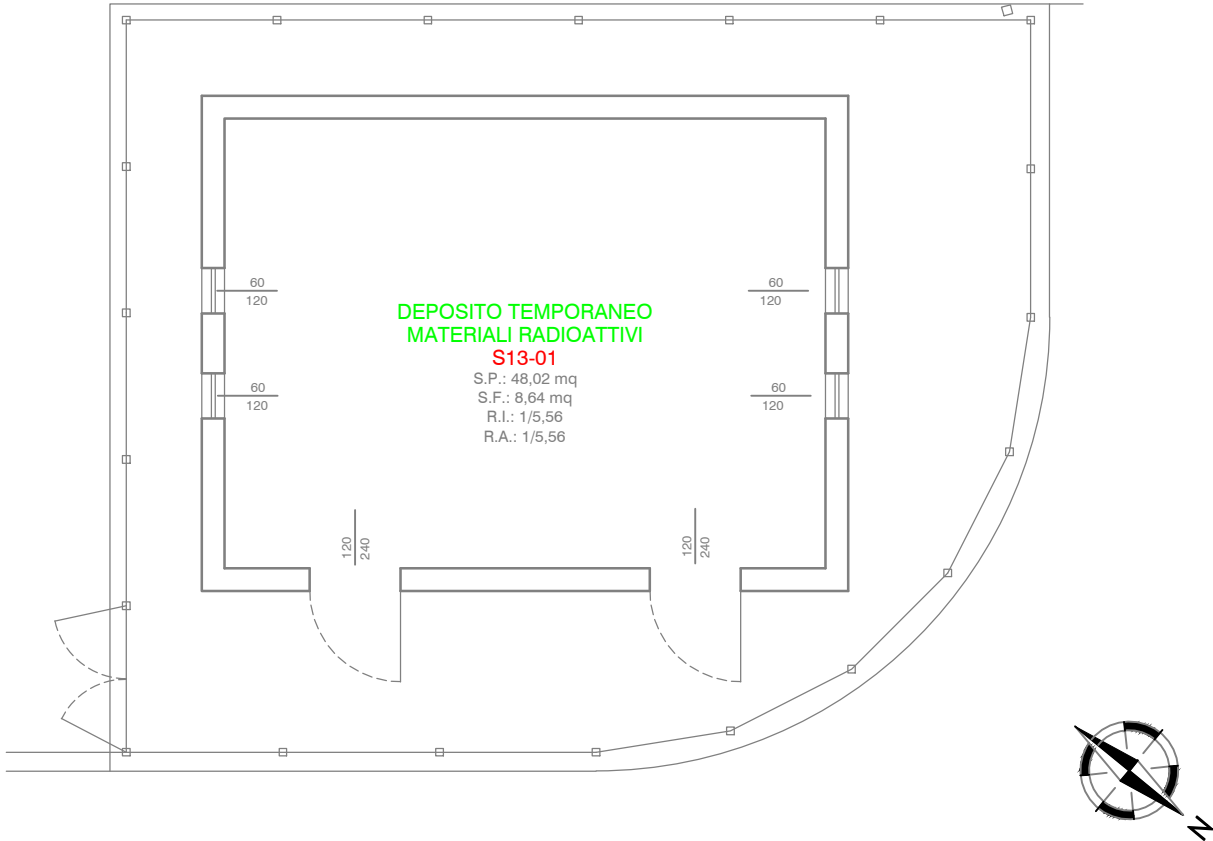 60
120
60
120
DEPOSITO TEMPORANEO
MATERIALI RADIOATTIVI
S13-01
S.P.: 48,02 mq
S.F.: 8,64 mq
R.I.: 1/5,56
R.A.: 1/5,56
60
120
60
120
120
240
120
240
N